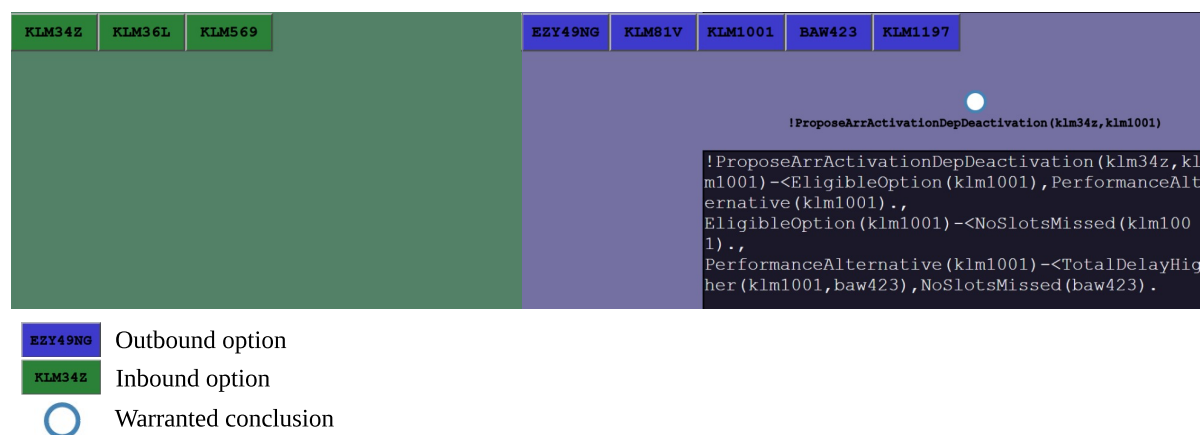 KLM34Z KLM36L KLM569 EZY49NG KLM81V KLM1001 BAW423 KLM1197
!ProposeArrActivationDepDeactivation(klm34z,klm1001)
!ProposeArrActivationDepDeactivation(klm34z,kl
m1001)-<EligibleOption(klm1001),PerformanceAlt
ernative(klm1001).,
EligibleOption(klm1001)-<NoSlotsMissed(klm100
1).,
PerformanceAlternative(klm1001)-<TotalDelayHig
her(klm1001,baw423),NoSlotsMissed(baw423).
EZY49NG Outbound option
KLM34Z Inbound option
Warranted conclusion